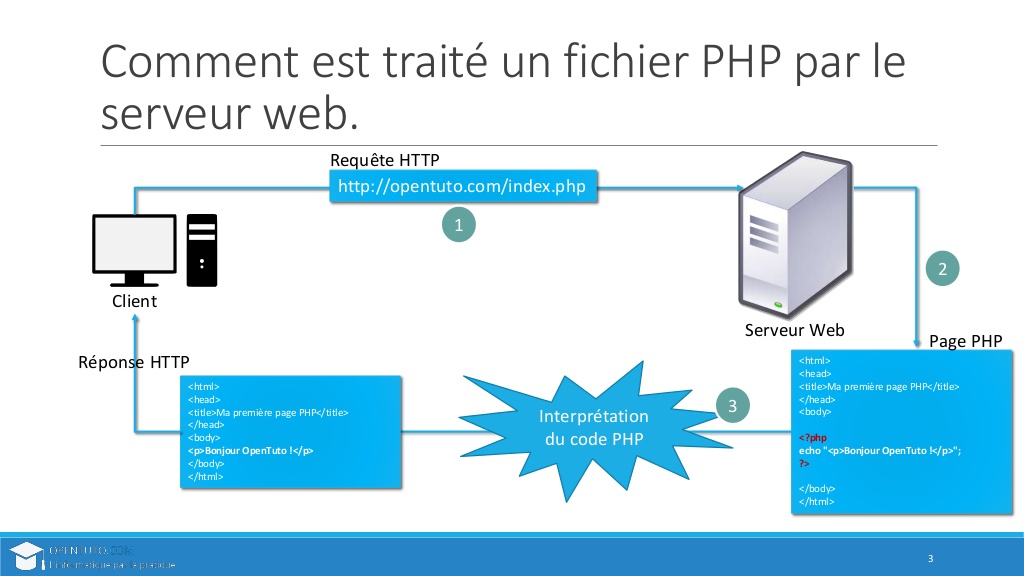 Comment est traité un fichier PHP par le
serveur web.
Requête HTTP
http://opentuto.com/index.php
1
2
Client
Serveur Web
Page PHP
<html>
<head>
<title>Ma première page PHP</title>
</head>
<body>
<?php
echo "<p>Bonjour OpenTuto !</p>";
?>
</body>
</html>
3
Interprétation
du code PHP
Réponse HTTP
<html>
<head>
<title>Ma première page PHP</title>
</head>
<body>
<p>Bonjour OpenTuto !</p>
</body>
</html>
OPENTUTO.COM
L'informatique par la pratique
3